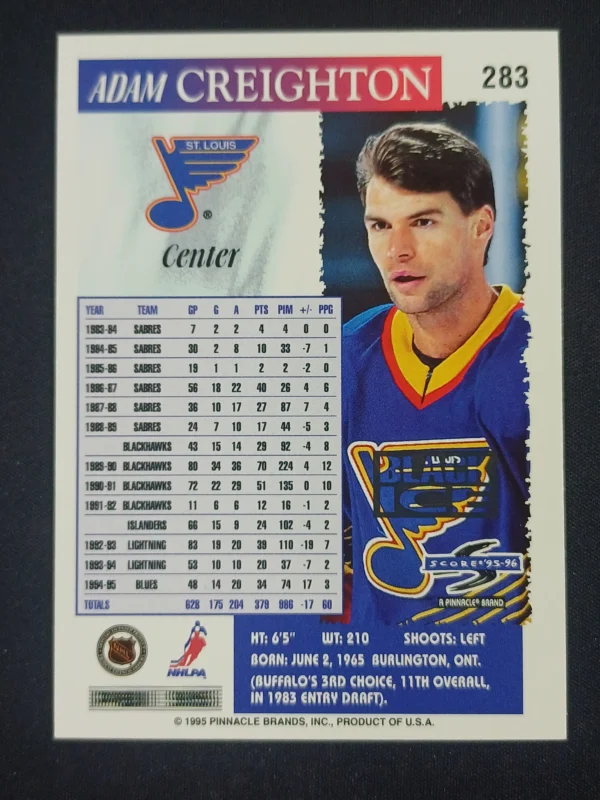 ADAM CREIGHTON 283
ST. LOUIS
®
Center
YEAR TEAM GP G A PTS PIM +/- PPG
1983-84 SABRES 7 2 2 4 4 0 0
1984-85 SABRES 30 2 8 10 33 -7 1
1985-86 SABRES 19 1 1 2 2 -2 0
1986-87 SABRES 56 18 22 40 26 4 6
1987-88 SABRES 36 10 17 27 87 7 4
1988-89 SABRES 24 7 10 17 44 -5 3
BLACKHAWKS 43 15 14 29 92 -4 8
1989-90 BLACKHAWKS 80 34 36 70 224 4 12
1990-91 BLACKHAWKS 72 22 29 51 135 0 10
1991-92 BLACKHAWKS 11 6 6 12 16 -1 2
ISLANDERS 66 15 9 24 102 -4 2
1992-93 LIGHTNING 83 19 20 39 110 -19 7
1993-94 LIGHTNING 53 10 10 20 37 -7 2
1994-95 BLUES 48 14 20 34 74 17 3
TOTALS 628 175 204 379 986 -17 60
BLACK
ICE
SCORE® '95-96
A PINNACLE® BRAND
NHLPA
HT: 6'5" WT: 210 SHOOTS: LEFT
BORN: JUNE 2, 1965 BURLINGTON, ONT.
(BUFFALO'S 3RD CHOICE, 11TH OVERALL,
IN 1983 ENTRY DRAFT).
© 1995 PINNACLE BRANDS, INC., PRODUCT OF U.S.A.